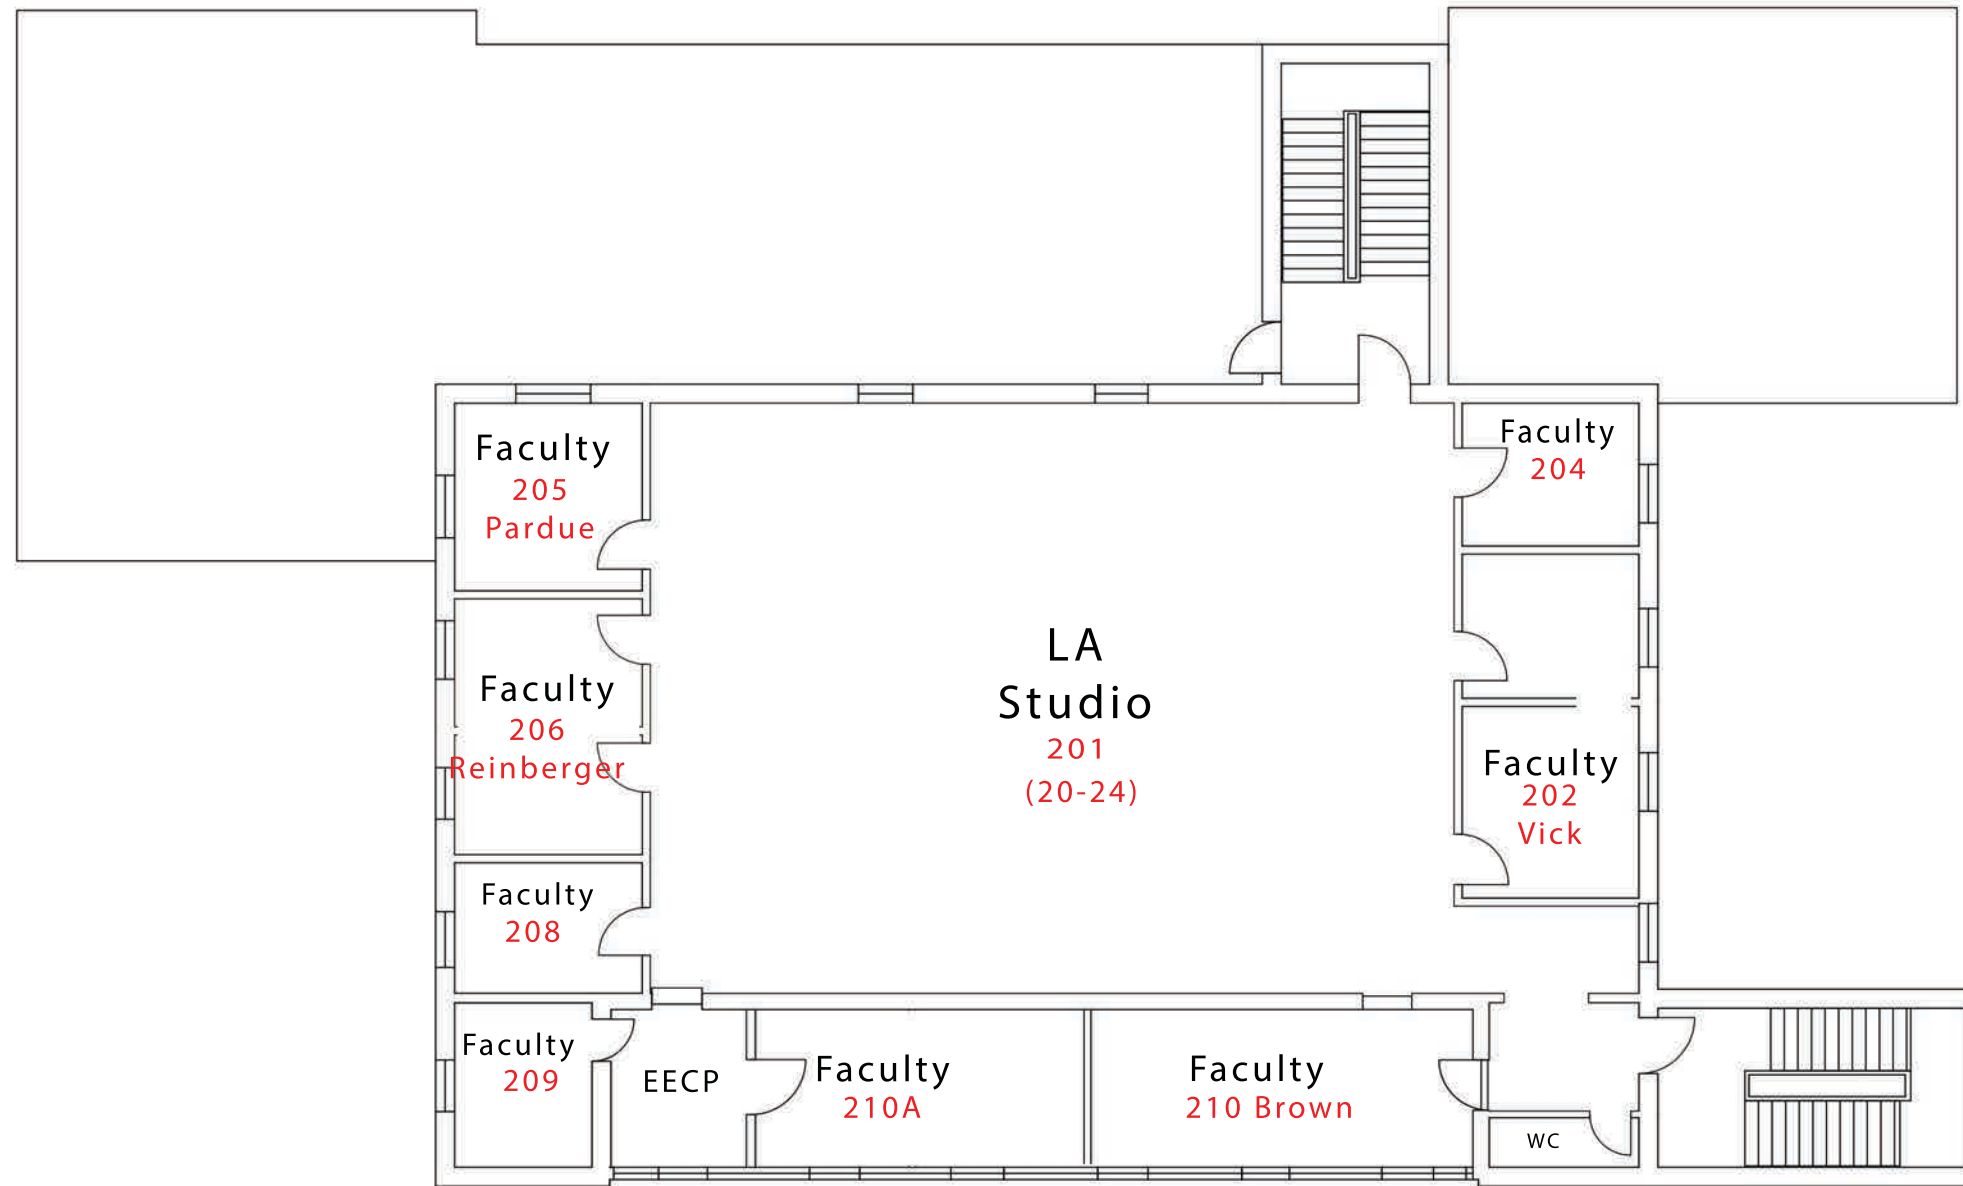 Faculty
205
Pardue
Faculty
204
Faculty
206
Reinberger
LA
Studio
201
(20-24)
Faculty
202
Vick
Faculty
208
Faculty
209
EECP
Faculty
210A
Faculty
210 Brown
WC